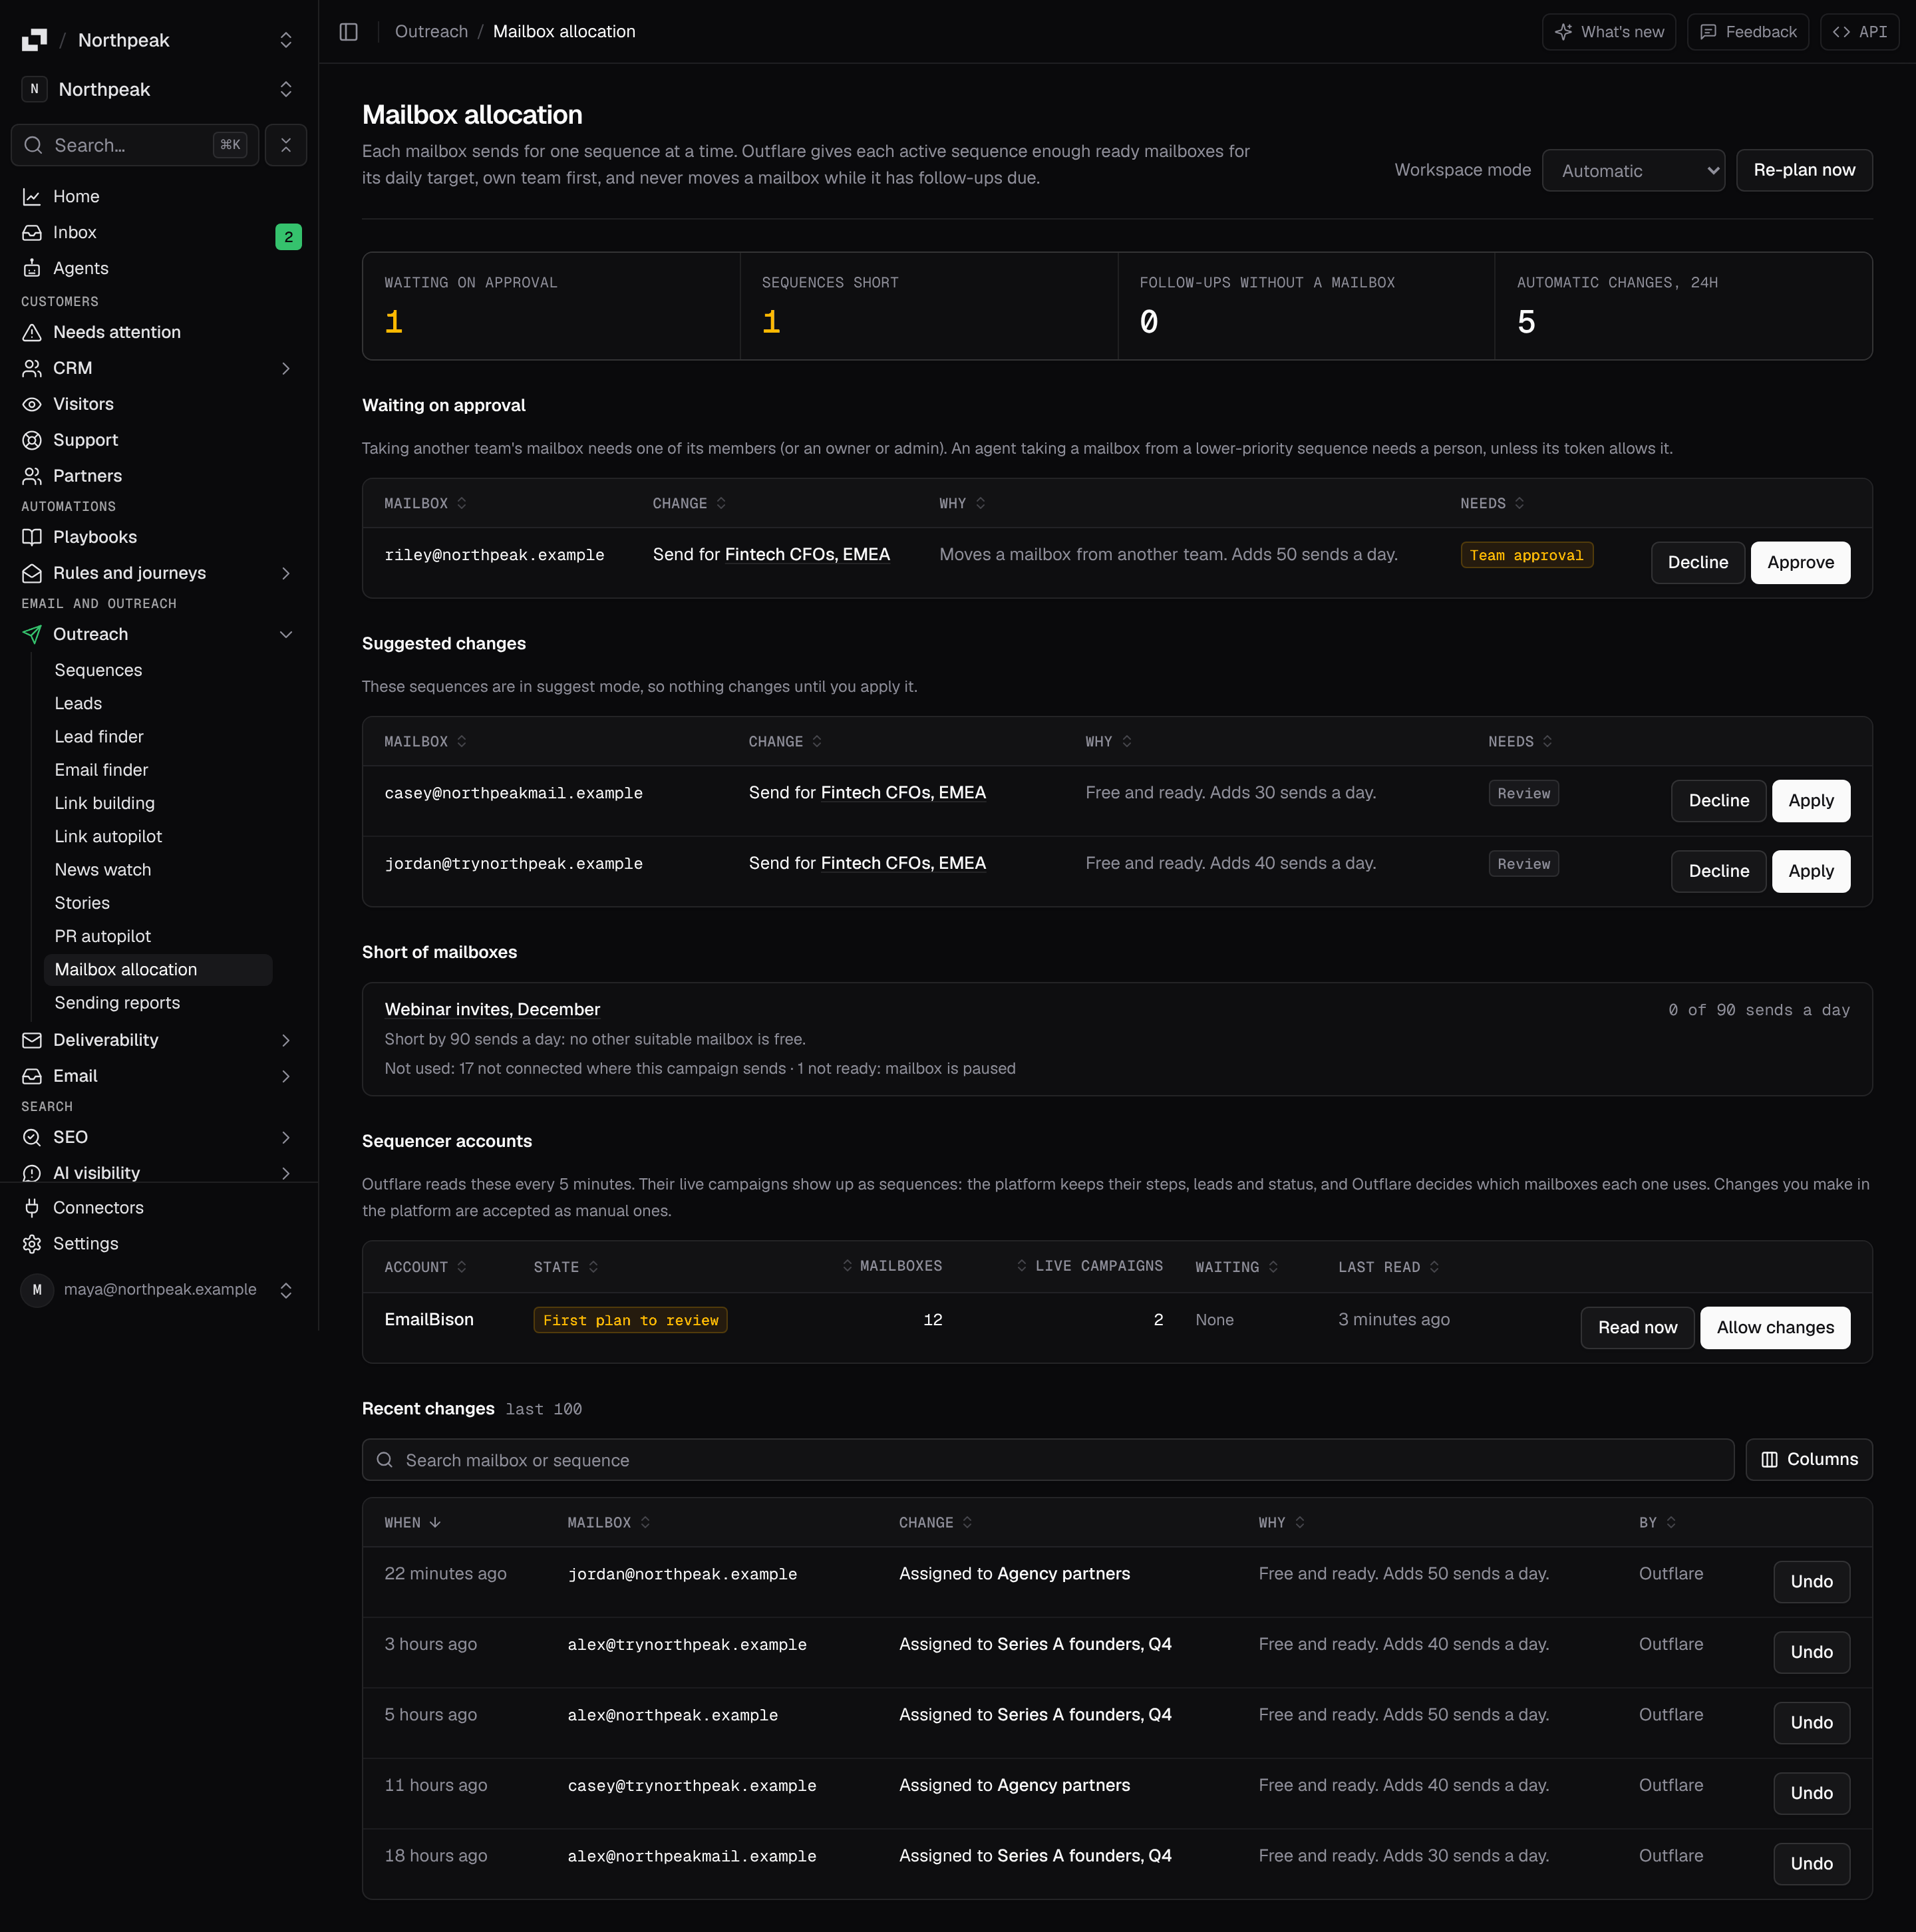 / Northpeak
N Northpeak
Search... ⌘K
Home
Inbox 2
Agents
CUSTOMERS
Needs attention
CRM
Visitors
Support
Partners
AUTOMATIONS
Playbooks
Rules and journeys
EMAIL AND OUTREACH
Outreach
Sequences
Leads
Lead finder
Email finder
Link building
Link autopilot
News watch
Stories
PR autopilot
Mailbox allocation
Sending reports
Deliverability
Email
SEARCH
SEO
AI visibility
Connectors
Settings
M maya@northpeak.example
Outreach / Mailbox allocation
What's new Feedback API
Mailbox allocation
Each mailbox sends for one sequence at a time. Outflare gives each active sequence enough ready mailboxes for
its daily target, own team first, and never moves a mailbox while it has follow-ups due.
Workspace mode Automatic Re-plan now
WAITING ON APPROVAL SEQUENCES SHORT FOLLOW-UPS WITHOUT A MAILBOX AUTOMATIC CHANGES, 24H
1 1 0 5
Waiting on approval
Taking another team's mailbox needs one of its members (or an owner or admin). An agent taking a mailbox from a lower-priority sequence needs a person, unless its token allows it.
MAILBOX CHANGE WHY NEEDS
riley@northpeak.example Send for Fintech CFOs, EMEA Moves a mailbox from another team. Adds 50 sends a day. Team approval Decline Approve
Suggested changes
These sequences are in suggest mode, so nothing changes until you apply it.
MAILBOX CHANGE WHY NEEDS
casey@northpeakmail.example Send for Fintech CFOs, EMEA Free and ready. Adds 30 sends a day. Review Decline Apply
jordan@trynorthpeak.example Send for Fintech CFOs, EMEA Free and ready. Adds 40 sends a day. Review Decline Apply
Short of mailboxes
Webinar invites, December 0 of 90 sends a day
Short by 90 sends a day: no other suitable mailbox is free.
Not used: 17 not connected where this campaign sends · 1 not ready: mailbox is paused
Sequencer accounts
Outflare reads these every 5 minutes. Their live campaigns show up as sequences: the platform keeps their steps, leads and status, and Outflare decides which mailboxes each one uses. Changes you make in
the platform are accepted as manual ones.
ACCOUNT STATE MAILBOXES LIVE CAMPAIGNS WAITING LAST READ
EmailBison First plan to review 12 2 None 3 minutes ago Read now Allow changes
Recent changes last 100
Search mailbox or sequence Columns
WHEN MAILBOX CHANGE WHY BY
22 minutes ago jordan@northpeak.example Assigned to Agency partners Free and ready. Adds 50 sends a day. Outflare Undo
3 hours ago alex@trynorthpeak.example Assigned to Series A founders, Q4 Free and ready. Adds 40 sends a day. Outflare Undo
5 hours ago alex@northpeak.example Assigned to Series A founders, Q4 Free and ready. Adds 50 sends a day. Outflare Undo
11 hours ago casey@trynorthpeak.example Assigned to Agency partners Free and ready. Adds 40 sends a day. Outflare Undo
18 hours ago alex@northpeakmail.example Assigned to Series A founders, Q4 Free and ready. Adds 30 sends a day. Outflare Undo